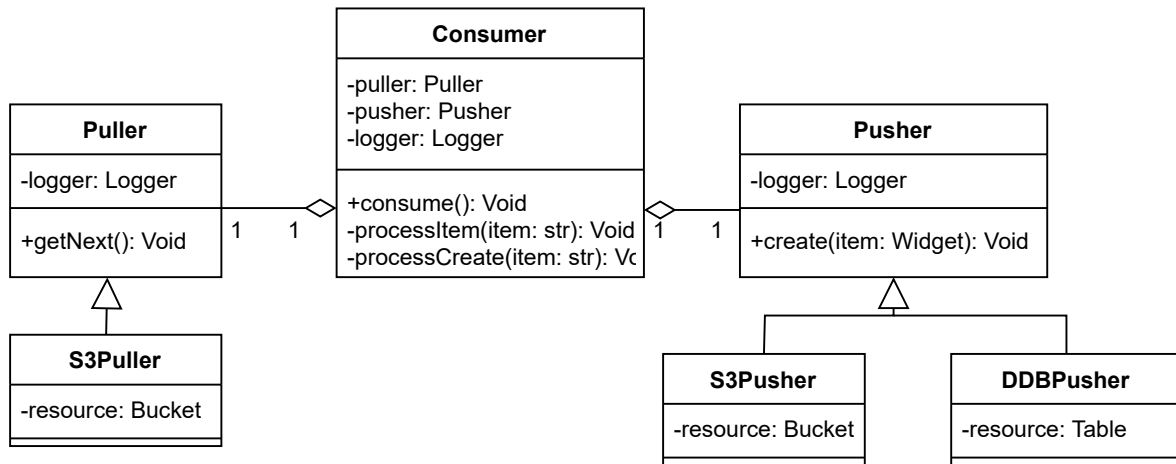 Consumer
-puller: Puller
-pusher: Pusher
-logger: Logger
+consume(): Void
-processItem(item: str): Void
-processCreate(item: str): Vo
Puller
-logger: Logger
+getNext(): Void
1
1
Pusher
-logger: Logger
+create(item: Widget): Void
1
1
S3Puller
-resource: Bucket
S3Pusher
-resource: Bucket
DDBPusher
-resource: Table